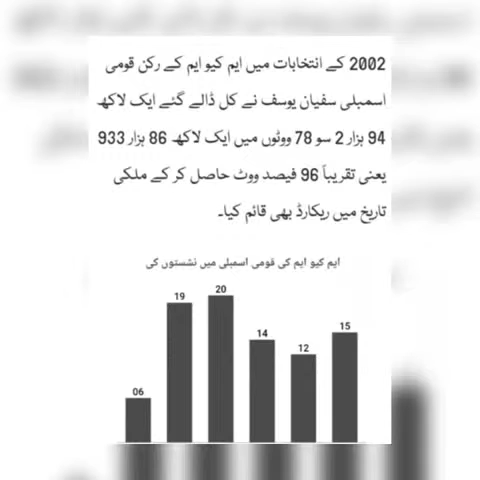 2002 کے انتخابات میں ایم کیو ایم کے رکن قومی
اسمبلی سفیان یوسف نے کل ڈالے گئے ایک لاکھ
94 ہزار 2 سو 78 ووٹوں میں ایک لاکھ 86 ہزار 933
یعنی تقریباً 96 فیصد ووٹ حاصل کر کے ملکی
تاریخ میں ریکارڈ بھی قائم کیا۔
ایم کیو ایم کی قومی اسمبلی میں نشستوں کی
06 19 20 14 12 15